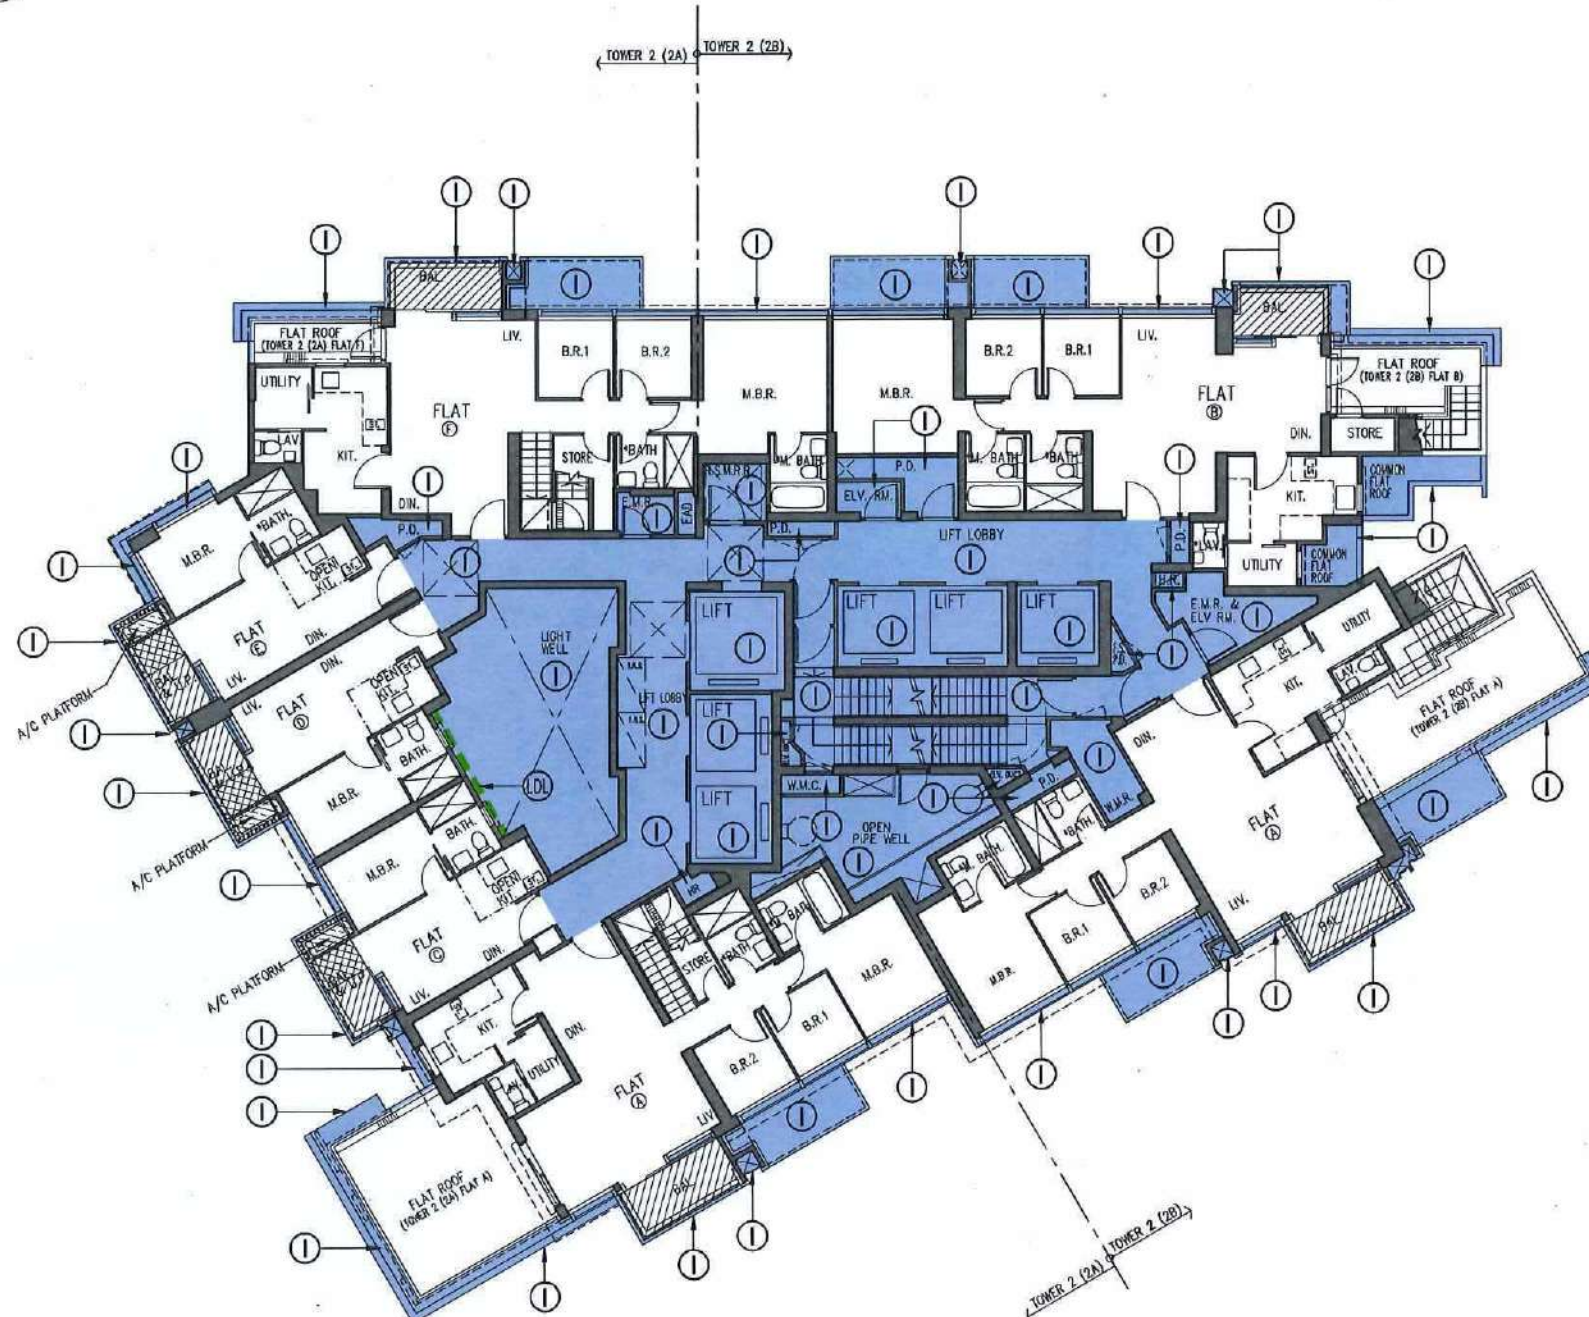 TOWER 2 (2A)
TOWER 2 (2B)
I
I
I
I
I
I
I
I
I
I
I
BAL
BAL
FLAT ROOF
(TOWER 2 (2A) FLAT F)
LIV.
B.R.1
B.R.2
M.B.R.
M.B.R.
B.R.2
B.R.1
LIV.
FLAT ROOF
(TOWER 2 (2B) FLAT B)
UTILITY
FLAT
F
FLAT
B
LAV.
KIT.
STORE
*BATH
*M. BATH
P.D.
M. BATH
*BATH
DIN.
STORE
ELV. RM.
KIT.
COMMON
FLAT
ROOF
DIN.
E.M.R.
EAD
P.D.
P.D.
LIFT LOBBY
P.D.
*LAV.
UTILITY
COMMON
FLAT
ROOF
M.B.R.
*BATH.
OPEN
KIT.
FLAT
E
DIN.
LIV.
LIGHT
WELL
LIFT
LIFT
LIFT
LIFT
E.M.R. &
ELV RM.
UTILITY
LAV.
KIT.
FLAT ROOF
(TOWER 2 (2B) FLAT A)
A/C PLATFORM
LIV.
FLAT
D
DIN.
OPEN
KIT.
BATH.
M.B.R.
LDL
LIFT LOBBY
LIFT
LIFT
P.D.
DIN.
W.M.C.
P.D.
W.M.R.
OPEN
PIPE WELL
FLAT
A
A/C PLATFORM
M.B.R.
BATH.
OPEN
KIT.
FLAT
C
DIN.
LIV.
HR
*BATH.
M. BATH.
B.R.2
B.R.1
M.B.R.
LIV.
BAL
A/C PLATFORM
KIT.
DIN.
UTILITY
LAV.
STORE
*BATH
M.B.R.
B.R.1
B.R.2
FLAT
A
LIV.
BAL
FLAT ROOF
(TOWER 2 (2A) FLAT A)
TOWER 2 (2B)
TOWER 2 (2A)